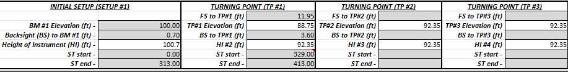 INITIAL SETUP (SETUP #1) TURNING POINT (TP #1) TURNING POINT (TP #2) TURNING POINT (TP #3)
FS to TP#1 (ft) 11.95 FS to TP#2 (ft) FS to TP#3 (ft)
BM #1 Elevation (ft) - 100.00 TP#1 Elevation (ft) 88.75 TP#2 Elevation (ft) 92.35 TP#3 Elevation (ft) 92.35
Backsight (BS) to BM #1 (ft) 0.70 BS to TP#1 (ft) 3.60 BS to TP#2 (ft) BS to TP#3 (ft)
Height of Instrument (HI) (ft) - 100.7 HI #2 (ft) 92.35 HI #3 (ft) 92.35 HI #4 (ft) 92.35
ST start - 0.00 ST start 329.00 ST start - ST start -
ST end - 313.00 ST end - 413.00 ST end - ST end -